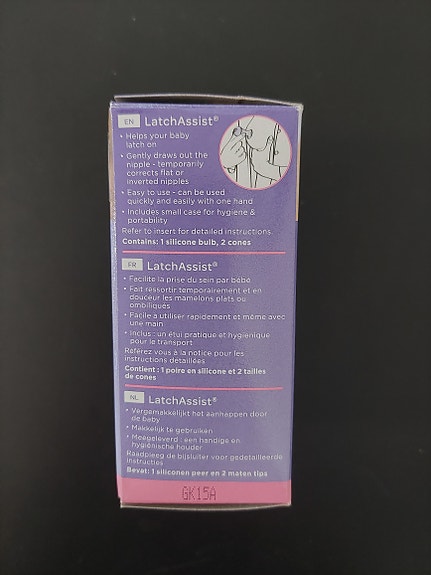 EN LatchAssist®
• Helps your baby
latch on
• Gently draws out the
nipple - temporarily
corrects flat or
inverted nipples
• Easy to use - can be used
quickly and easily with one hand
• Includes small case for hygiene &
portability
Refer to insert for detailed instructions.
Contains: 1 silicone bulb, 2 cones
FR LatchAssist®
• Facilite la prise du sein par bébé
• Fait ressortir temporairement et en
douceur les mamelons plats ou
ombiliqués
• Facile à utiliser rapidement et même avec
une main
• Inclus : un étui pratique et hygiénique
pour le transport
Référez vous à la notice pour les
instructions détaillées
Contient : 1 poire en silicone et 2 tailles
de cônes
NL LatchAssist®
• Vergemakkelijkt het aanhappen door
de baby
• Makkelijk te gebruiken
• Meegeleverd : een handige en
hygiënische houder
Raadpleeg de bijsluiter voor gedetailleerde
instructies
Bevat: 1 siliconen peer en 2 maten tips
GK15A